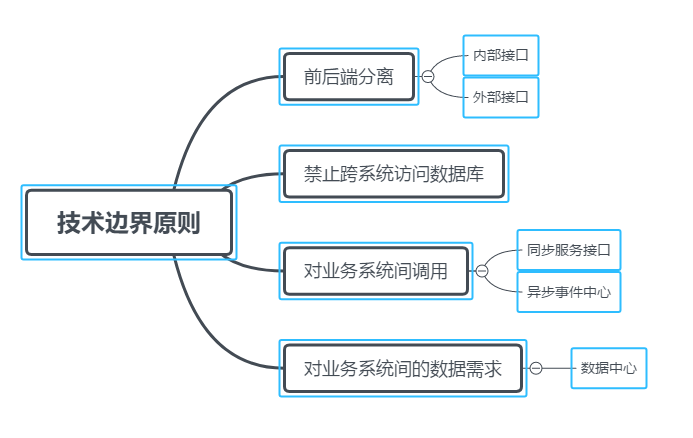 技术边界原则
前后端分离
内部接口
外部接口
禁止跨系统访问数据库
对业务系统间调用
同步服务接口
异步事件中心
对业务系统间的数据需求
数据中心